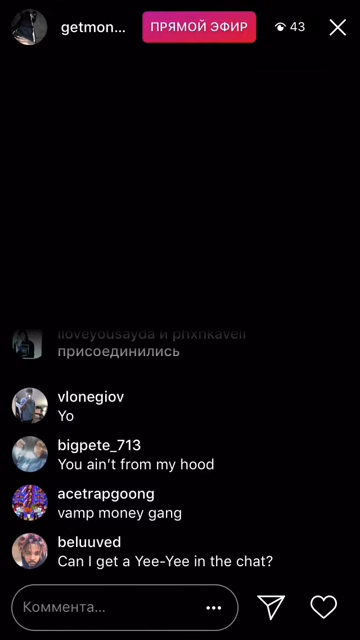 getmon...
ПРЯМОЙ ЭФИР
43
iloveyousayda и phxnkaveli
присоединились
vlonegiov
Yo
bigpete_713
You ain’t from my hood
acetrapgoong
vamp money gang
beluuved
Can I get a Yee-Yee in the chat?
Коммента...